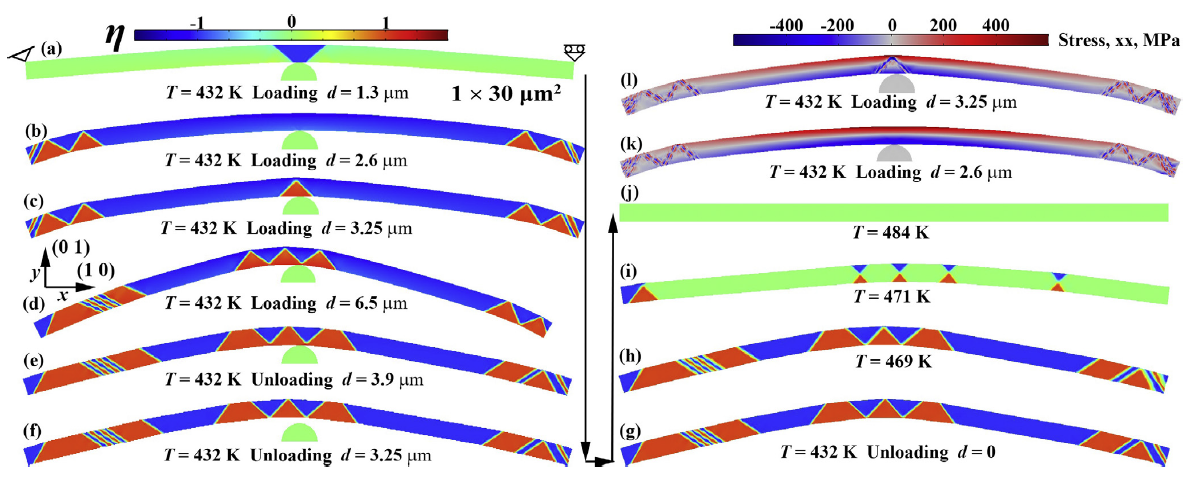 η
-1 0 1
(a)
T = 432 K Loading d = 1.3 μm
1 × 30 μm²
(b)
T = 432 K Loading d = 2.6 μm
(c)
T = 432 K Loading d = 3.25 μm
(0 1)
y
(1 0)
x
(d)
T = 432 K Loading d = 6.5 μm
(e)
T = 432 K Unloading d = 3.9 μm
(f)
T = 432 K Unloading d = 3.25 μm
-400 -200 0 200 400
Stress, xx, MPa
(l)
T = 432 K Loading d = 3.25 μm
(k)
T = 432 K Loading d = 2.6 μm
(j)
T = 484 K
(i)
T = 471 K
(h)
T = 469 K
(g)
T = 432 K Unloading d = 0